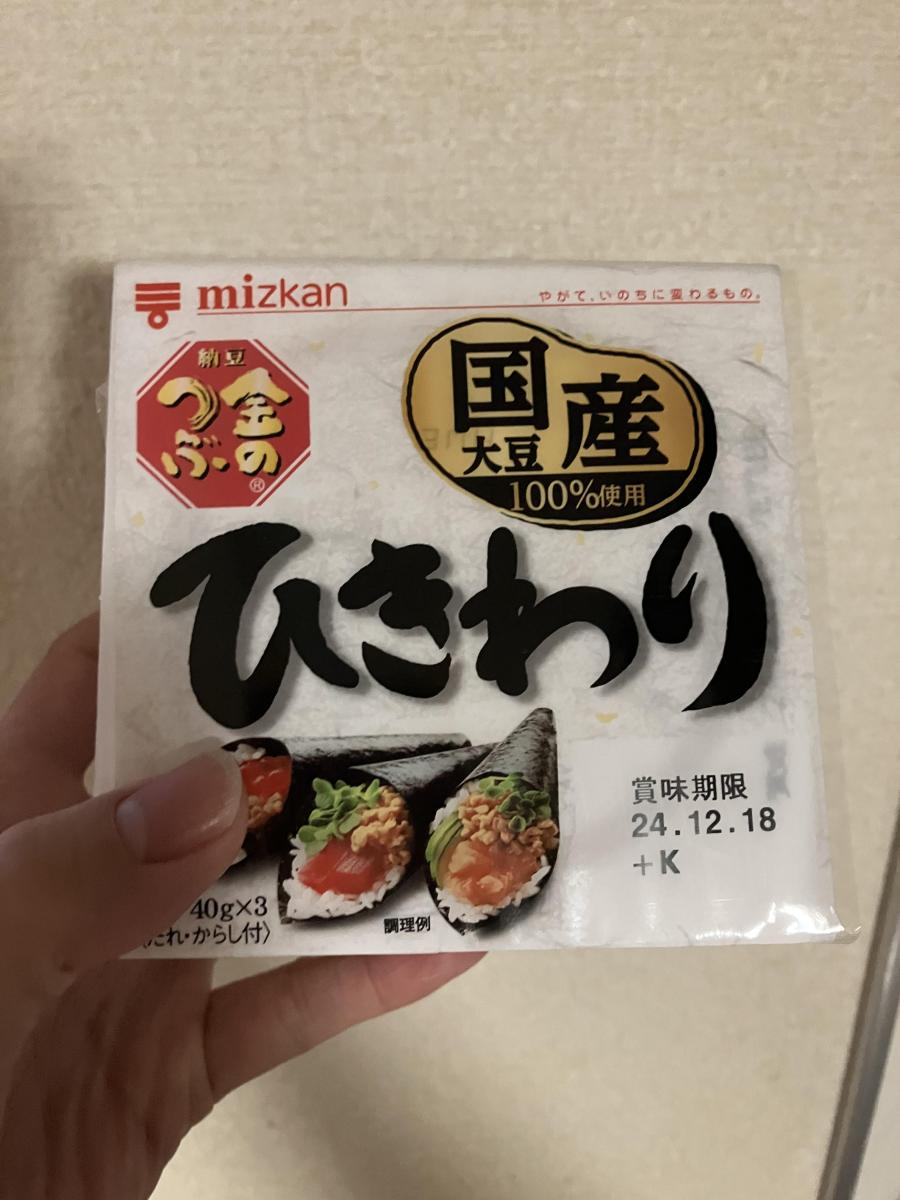 mizkan
やがて、いのちに変わるもの。
納豆
金の
つぶ®
国産
大豆
100%使用
ひきわり
賞味期限
24.12.18
+K
40g×3
たれ・からし付〉
調理例